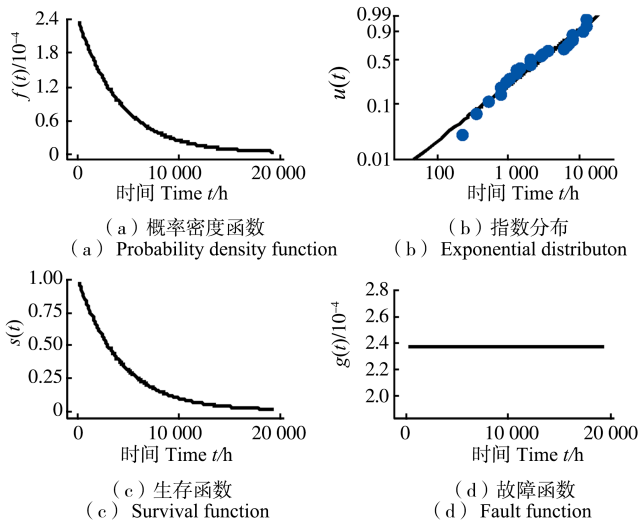 2.4
1.8
1.2
0.6
0
f(t)/10⁻⁴
0 10 000 20 000
时间 Time t/h
(a)概率密度函数
(a) Probability density function
0.99
0.9
0.5
0.1
0.01
u(t)
100 1 000 10 000
时间 Time t/h
(b)指数分布
(b) Exponential distributon
1.00
0.75
0.50
0.25
0
s(t)
0 10 000 20 000
时间 Time t/h
(c)生存函数
(c) Survival function
2.8
2.6
2.4
2.2
2.0
g(t)/10⁻⁴
0 10 000 20 000
时间 Time t/h
(d)故障函数
(d) Fault function